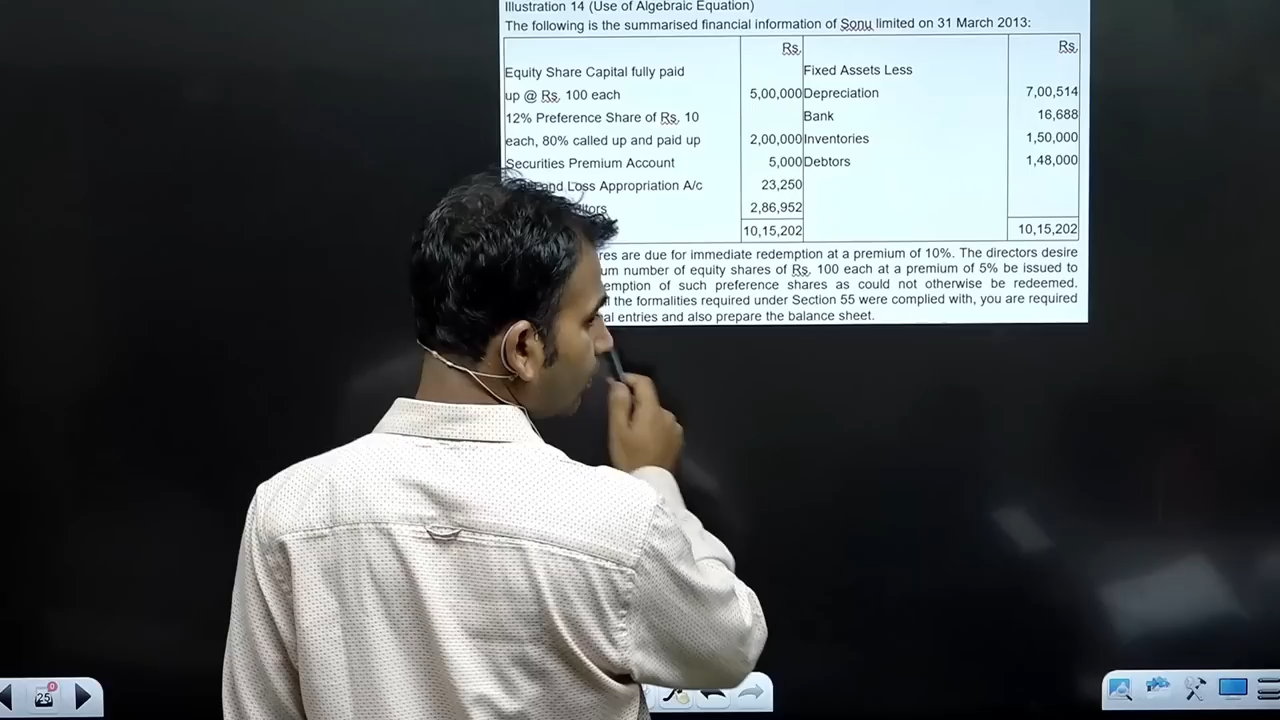 Illustration 14 (Use of Algebraic Equation)
The following is the summarised financial information of Sonu limited on 31 March 2013:
Rs. Rs.
Equity Share Capital fully paid Fixed Assets Less
up @ Rs. 100 each 5,00,000 Depreciation 7,00,514
12% Preference Share of Rs. 10 Bank 16,688
each, 80% called up and paid up 2,00,000 Inventories 1,50,000
Securities Premium Account 5,000 Debtors 1,48,000
and Loss Appropriation A/c 23,250
2,86,952
10,15,202 10,15,202
are due for immediate redemption at a premium of 10%. The directors desire
number of equity shares of Rs. 100 each at a premium of 5% be issued to
of such preference shares as could not otherwise be redeemed.
the formalities required under Section 55 were complied with, you are required
entries and also prepare the balance sheet.
25
0